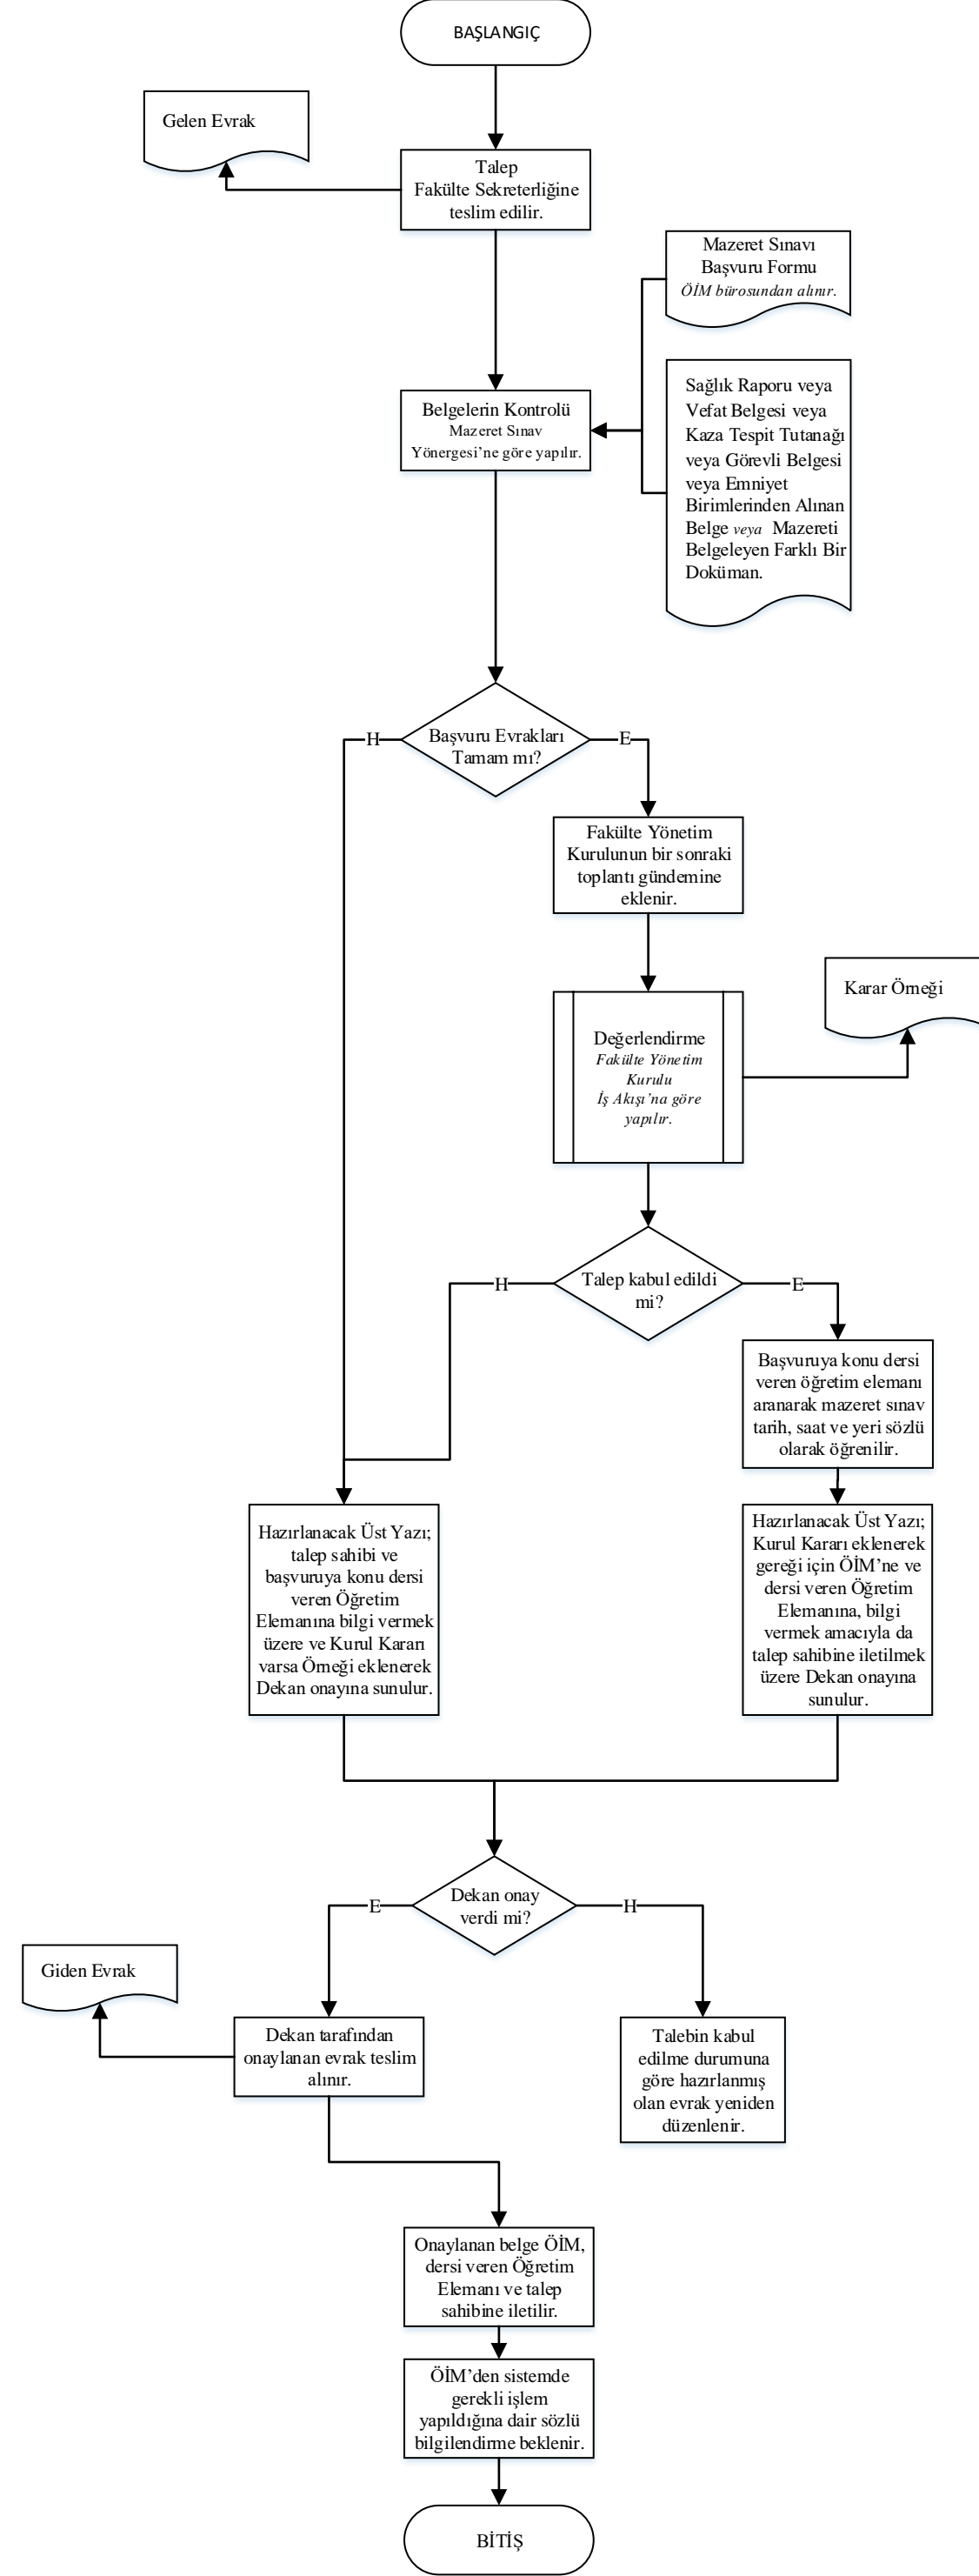 BAŞLANGIÇ
Gelen Evrak
Talep
Fakülte Sekreterliğine
teslim edilir.
Mazeret Sınavı
Başvuru Formu
ÖİM bürosundan alınır.
Belgelerin Kontrolü
Mazeret Sınav
Yönergesi’ne göre yapılır.
Sağlık Raporu veya
Vefat Belgesi veya
Kaza Tespit Tutanağı
veya Görevli Belgesi
veya Emniyet
Birimlerinden Alınan
Belge veya Mazereti
Belgeleyen Farklı Bir
Doküman.
Başvuru Evrakları
Tamam mı?
H
E
Fakülte Yönetim
Kurulunun bir sonraki
toplantı gündemine
eklenir.
Karar Örneği
Değerlendirme
Fakülte Yönetim
Kurulu
İş Akışı’na göre
yapılır.
Talep kabul edildi
mi?
H
E
Başvuruya konu dersi
veren öğretim elemanı
aranarak mazeret sınav
tarih, saat ve yeri sözlü
olarak öğrenilir.
Hazırlanacak Üst Yazı;
talep sahibi ve
başvuruya konu dersi
veren Öğretim
Elemanına bilgi vermek
üzere ve Kurul Kararı
varsa Örneği eklenerek
Dekan onayına sunulur.
Hazırlanacak Üst Yazı;
Kurul Kararı eklenerek
gereği için ÖİM’ne ve
dersi veren Öğretim
Elemanına, bilgi
vermek amacıyla da
talep sahibine iletilmek
üzere Dekan onayına
sunulur.
Dekan onay
verdi mi?
E
H
Giden Evrak
Dekan tarafından
onaylanan evrak teslim
alınır.
Talebin kabul
edilme durumuna
göre hazırlanmış
olan evrak yeniden
düzenlenir.
Onaylanan belge ÖİM,
dersi veren Öğretim
Elemanı ve talep
sahibine iletilir.
ÖİM’den sistemde
gerekli işlem
yapıldığına dair sözlü
bilgilendirme beklenir.
BİTİŞ